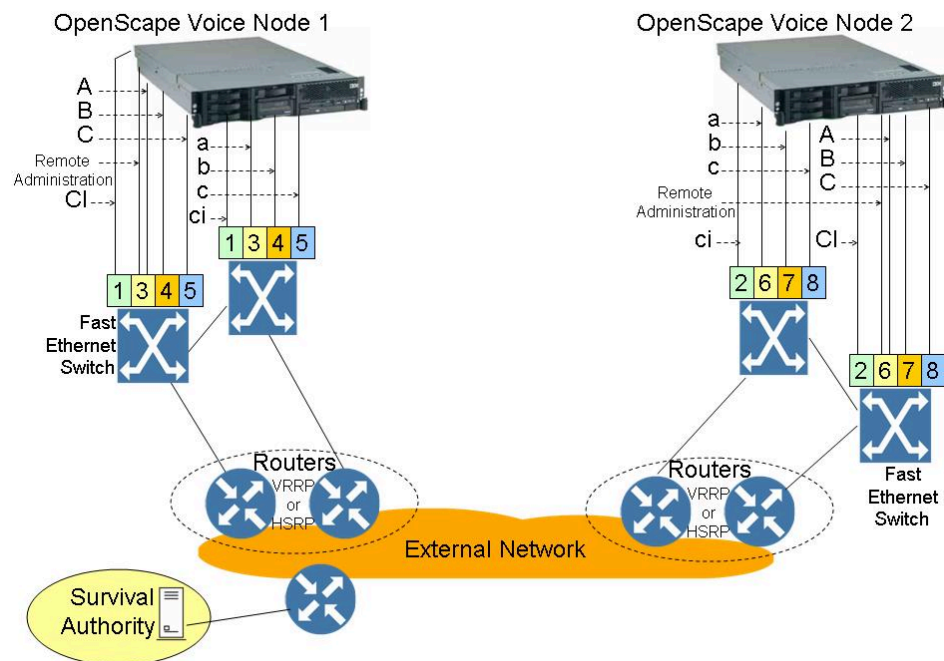 OpenScape Voice Node 1
OpenScape Voice Node 2
A
B
C
Remote
Administration
CI
a
b
c
ci
1 3 4 5
1 3 4 5
Fast
Ethernet
Switch
a
b
c
Remote
Administration
ci
A
B
C
CI
2 6 7 8
2 6 7 8
Fast
Ethernet
Switch
Routers
VRRP
or
HSRP
Routers
VRRP
or
HSRP
External Network
Survival
Authority